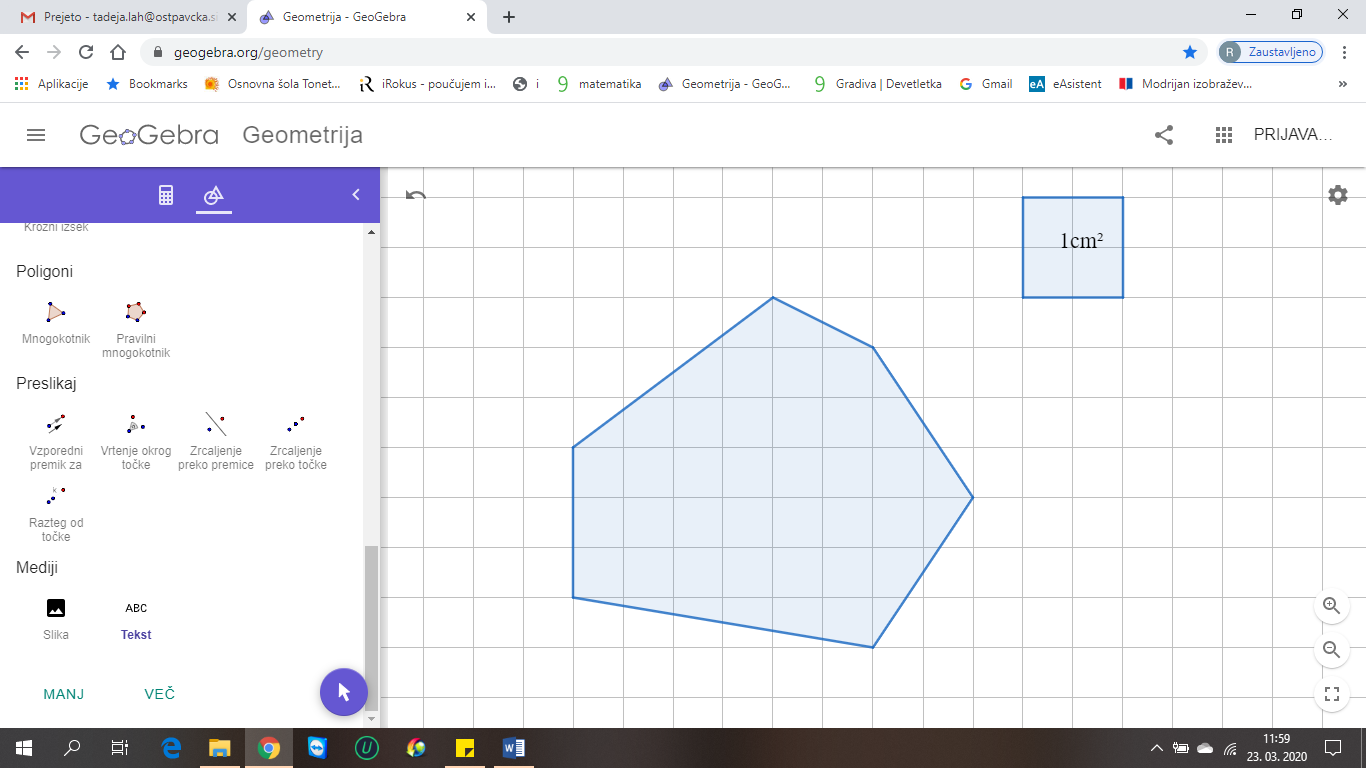 Prejeto - tadeja.lah@ostpavcka.s
Geometrija - GeoGebra
geogebra.org/geometry
R
Zaustavljeno
Aplikacije
Bookmarks
Osnovna šola Tonet...
iRokus - poučujem i...
i
matematika
Geometrija - GeoG...
Gradiva | Devetletka
Gmail
eA
eAsistent
Modrijan izobražev...
»
GeoGebra
Geometrija
PRIJAVA...
Krožni izsek
Poligoni
Mnogokotnik
Pravilni
mnogokotnik
Preslikaj
Vzporedni
premik za
Vrtenje okrog
točke
Zrcaljenje
preko premice
Zrcaljenje
preko točke
Razteg od
točke
Mediji
Slika
ABC
Tekst
MANJ
VEČ
1cm²
11:59
23. 03. 2020